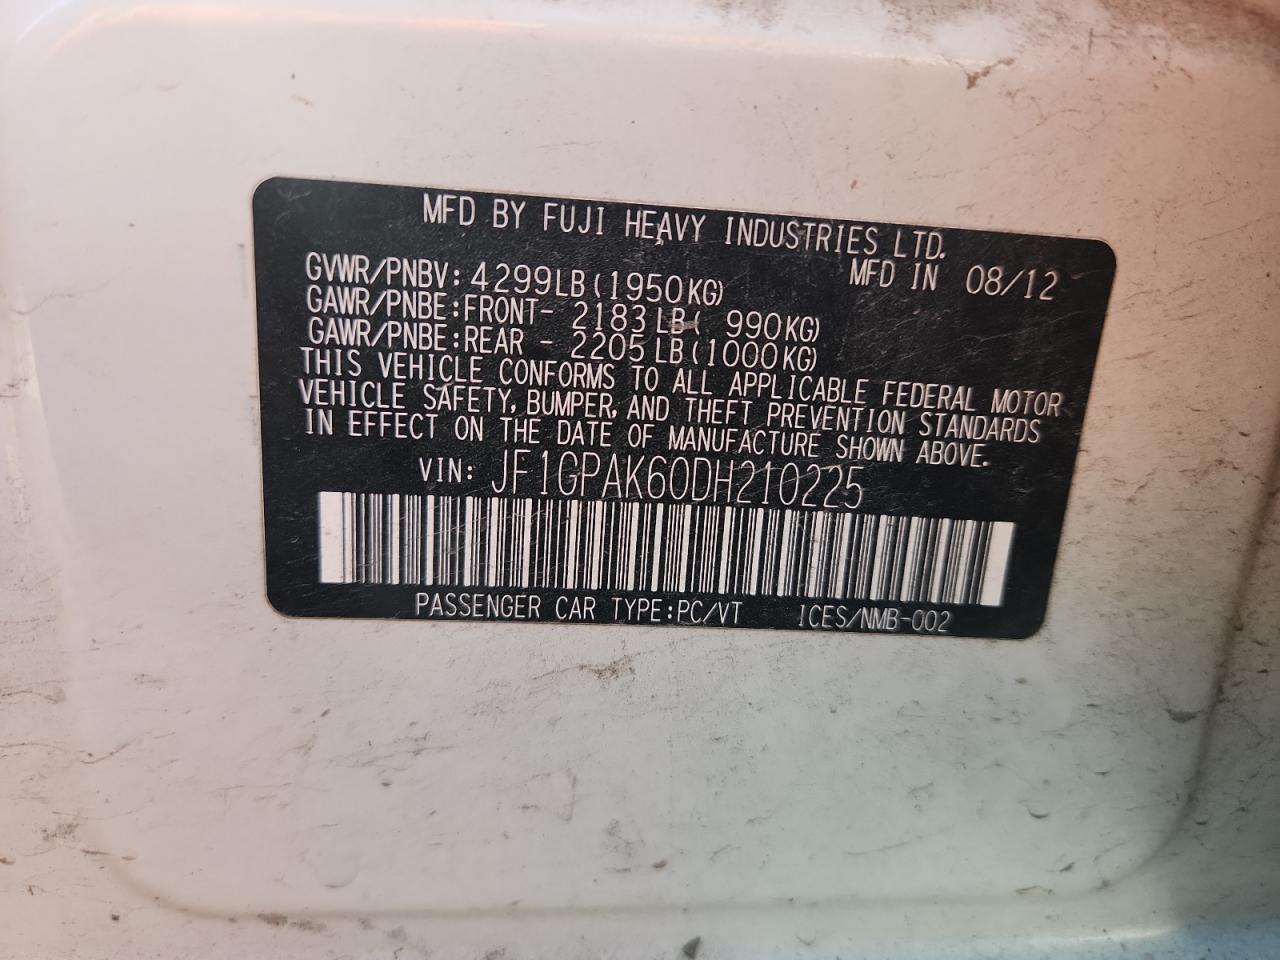 MFD BY FUJI HEAVY INDUSTRIES LTD.
MFD IN 08/12
GVWR/PNBV: 4299LB(1950KG)
GAWR/PNBE:FRONT- 2183LB( 990KG)
GAWR/PNBE:REAR - 2205LB(1000KG)
THIS VEHICLE CONFORMS TO ALL APPLICABLE FEDERAL MOTOR
VEHICLE SAFETY, BUMPER, AND THEFT PREVENTION STANDARDS
IN EFFECT ON THE DATE OF MANUFACTURE SHOWN ABOVE.
VIN: JF1GPAK60DH210225
PASSENGER CAR TYPE:PC/VT ICES/NMB-002